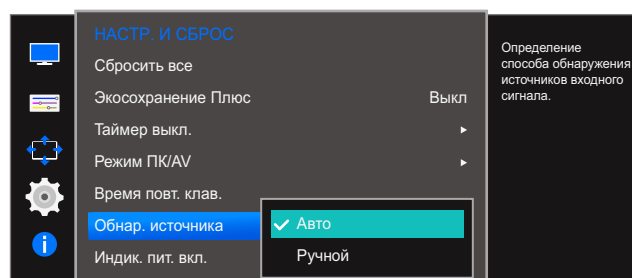 НАСТР. И СБРОС
Сбросить все
Экосохранение Плюс Выкл
Таймер выкл.
Режим ПК/AV
Время повт. клав.
Обнар. источника
Авто
Индик. пит. вкл.
Ручной
Определение
способа обнаружения
источников входного
сигнала.